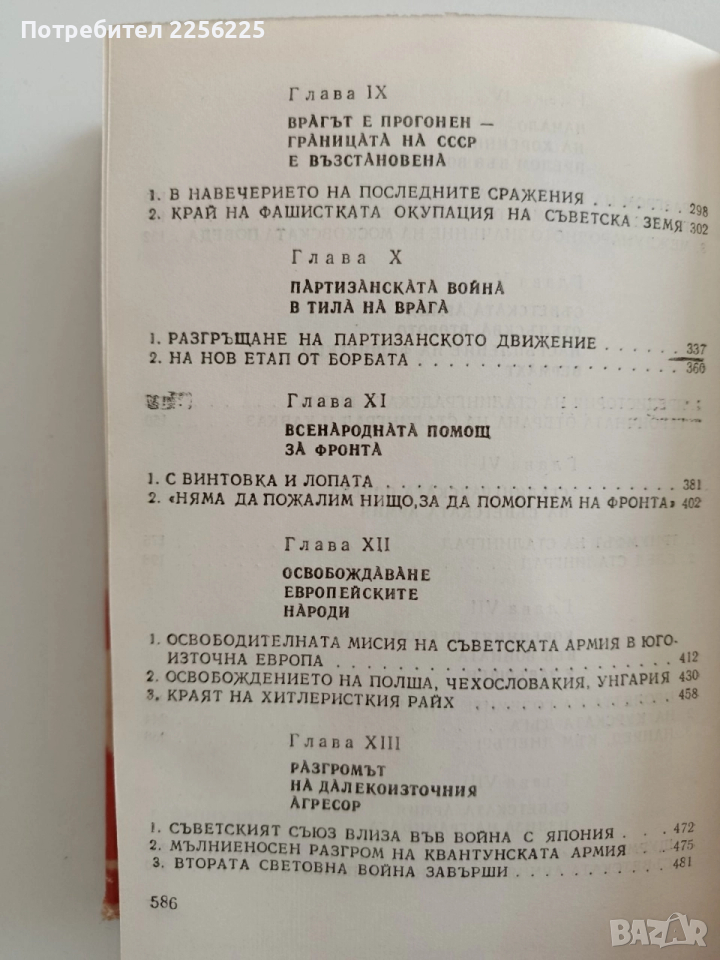 Потребител 2256225
Глава IX
ВРАГЪТ Е ПРОГОНЕН —
ГРАНИЦАТА НА СССР
Е ВЪЗСТАНОВЕНА
1. В НАВЕЧЕРИЕТО НА ПОСЛЕДНИТЕ СРАЖЕНИЯ . . . . . . . 298
2. КРАЙ НА ФАШИСТКАТА ОКУПАЦИЯ НА СЪВЕТСКА ЗЕМЯ 302
Глава X
ПАРТИЗАНСКАТА ВОЙНА
В ТИЛА НА ВРАГА
1. РАЗГРЪЩАНЕ НА ПАРТИЗАНСКОТО ДВИЖЕНИЕ . . . . . . 337
2. НА НОВ ЕТАП ОТ БОРБАТА . . . . . . . . . . . . . . . . . 360
Глава XI
ВСЕНАРОДНАТА ПОМОЩ
ЗА ФРОНТА
1. С ВИНТОВКА И ЛОПАТА . . . . . . . . . . . . . . . . . . 381
2. «НЯМА ДА ПОЖАЛИМ НИЩО, ЗА ДА ПОМОГНЕМ НА ФРОНТА» 402
Глава XII
ОСВОБОЖДАВАНЕ
ЕВРОПЕЙСКИТЕ
НАРОДИ
1. ОСВОБОДИТЕЛНАТА МИСИЯ НА СЪВЕТСКАТА АРМИЯ В ЮГО-
ИЗТОЧНА ЕВРОПА . . . . . . . . . . . . . . . . . . . . . 412
2. ОСВОБОЖДЕНИЕТО НА ПОЛША, ЧЕХОСЛОВАКИЯ, УНГАРИЯ 430
3. КРАЯТ НА ХИТЛЕРИСТКИЯ РАЙХ . . . . . . . . . . . . . 458
Глава XIII
РАЗГРОМЪТ
НА ДАЛЕКОИЗТОЧНИЯ
АГРЕСОР
1. СЪВЕТСКИЯТ СЪЮЗ ВЛИЗА ВЪВ ВОЙНА С ЯПОНИЯ . . . 472
2. МЪЛНИЕНОСЕН РАЗГРОМ НА КВАНТУНСКАТА АРМИЯ . . . 475
3. ВТОРАТА СВЕТОВНА ВОЙНА ЗАВЪРШИ . . . . . . . . . . 481
586
BAZAR